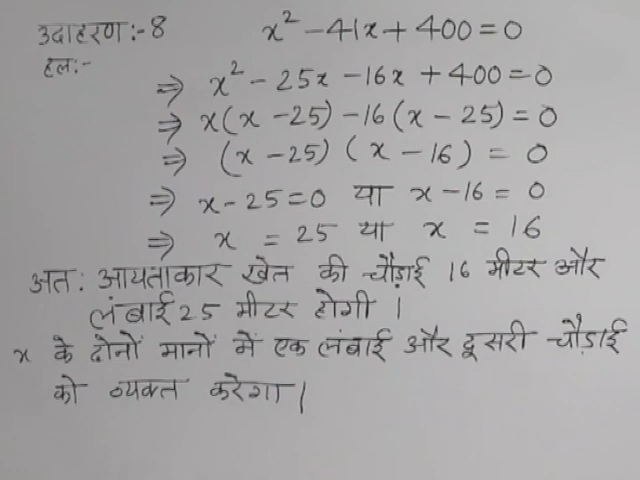 उदाहरण:-8 x² - 41x + 400 = 0
हल:-
⇒ x² - 25x - 16x + 400 = 0
⇒ x(x - 25) - 16(x - 25) = 0
⇒ (x - 25) (x - 16) = 0
⇒ x - 25 = 0 या x - 16 = 0
⇒ x = 25 या x = 16
अत: आयताकार खेत की चौड़ाई 16 मीटर और
लंबाई 25 मीटर होगी ।
x के दोनों मानों में एक लंबाई और दूसरी चौड़ाई
को व्यक्त करेगा ।